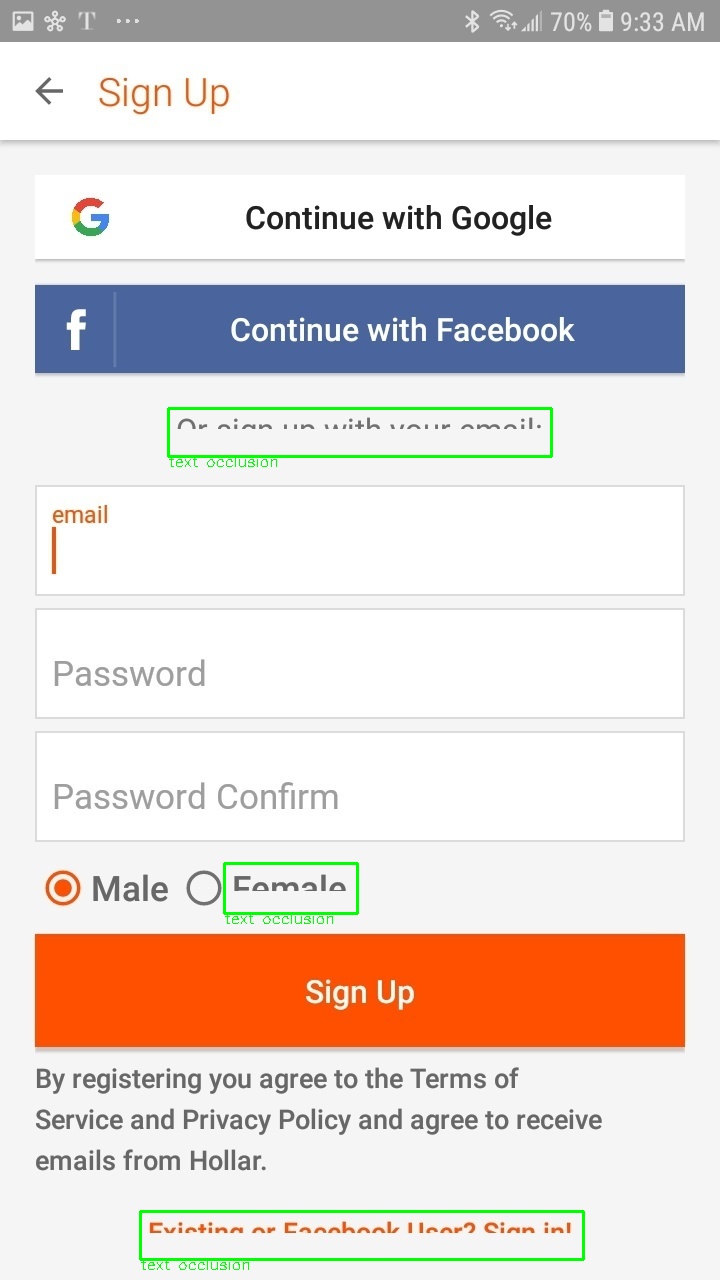 T ... 70% 9:33 AM
Sign Up
Continue with Google
f Continue with Facebook
Or sign up with your email:
text occlusion
email
Password
Password Confirm
Male Female
text occlusion
Sign Up
By registering you agree to the Terms of
Service and Privacy Policy and agree to receive
emails from Hollar.
Existing or Facebook User? Sign in!
text occlusion